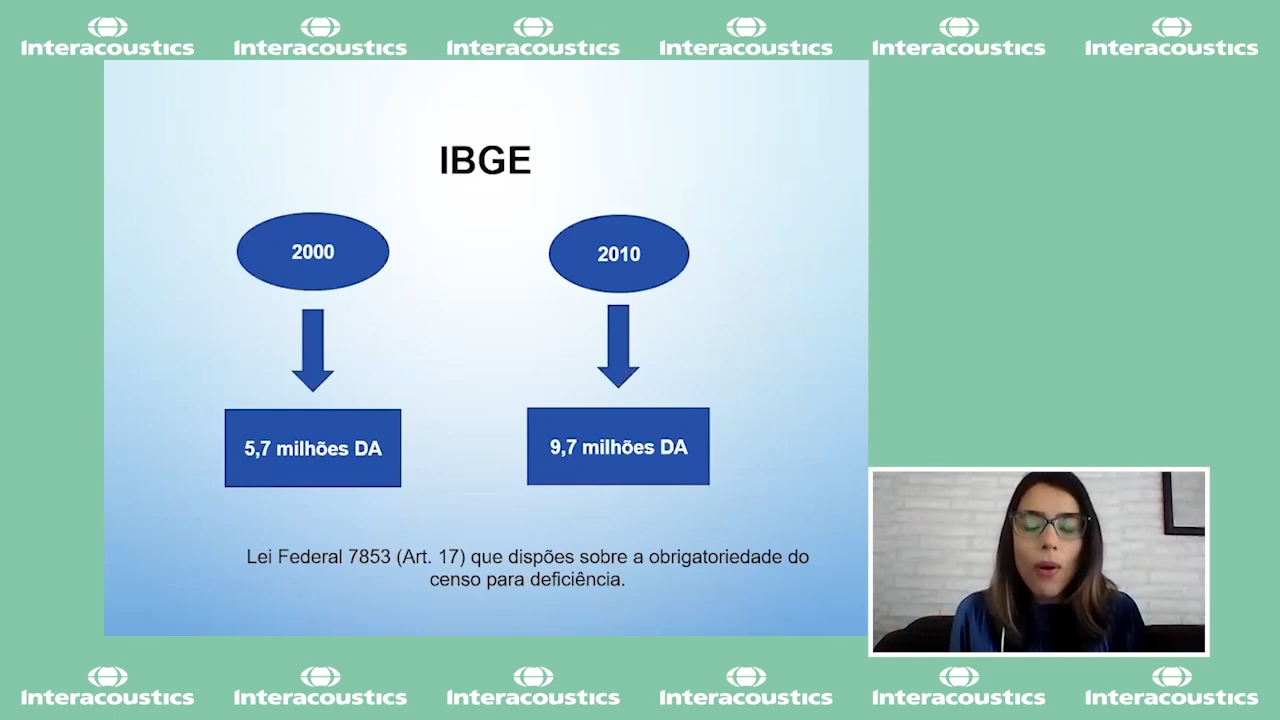 Interacoustics Interacoustics Interacoustics Interacoustics Interacoustics Interacoustics
IBGE
2000
2010
5,7 milhões DA
9,7 milhões DA
Lei Federal 7853 (Art. 17) que dispões sobre a obrigatoriedade do
censo para deficiência.
Interacoustics Interacoustics Interacoustics Interacoustics Interacoustics Interacoustics